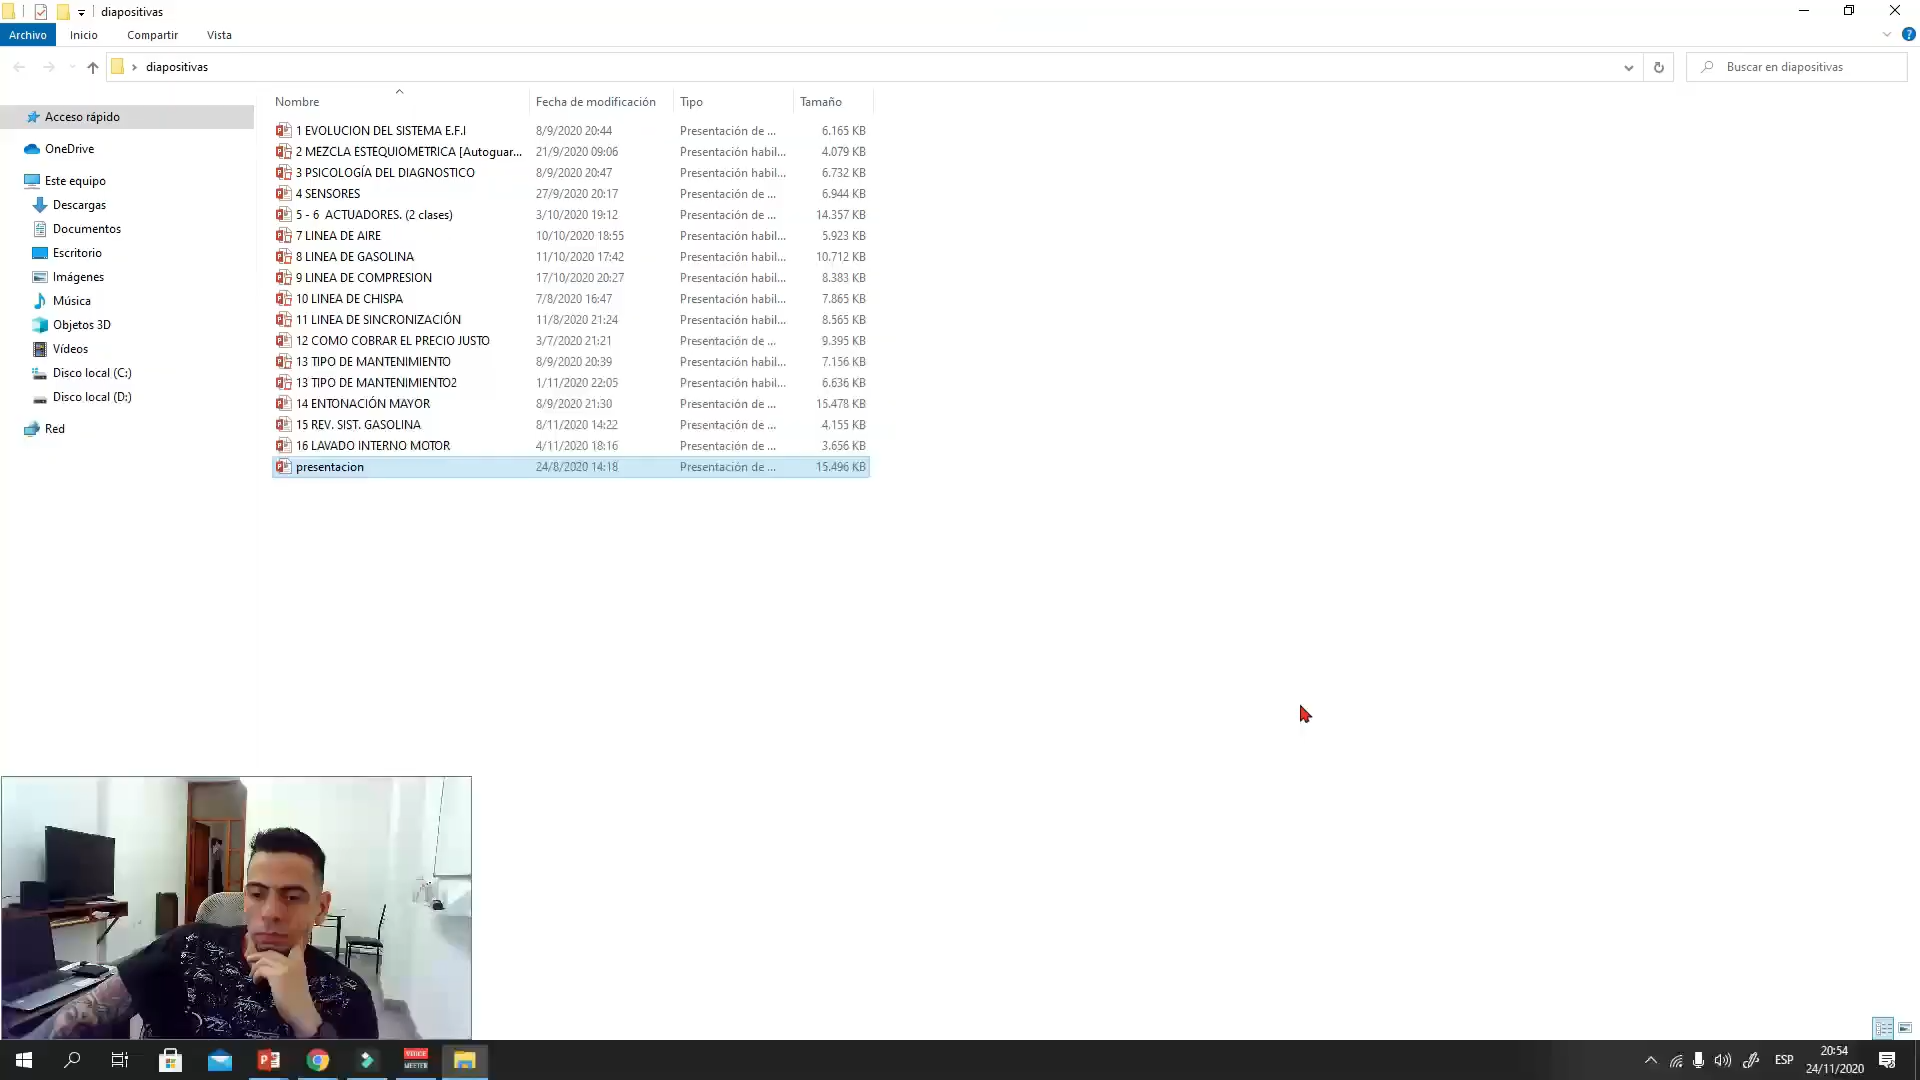 diapositivas
Archivo Inicio Compartir Vista
diapositivas
Buscar en diapositivas
Acceso rápido
OneDrive
Este equipo
Descargas
Documentos
Escritorio
Imágenes
Música
Objetos 3D
Vídeos
Disco local (C:)
Disco local (D:)
Red
Nombre Fecha de modificación Tipo Tamaño
1 EVOLUCION DEL SISTEMA E.F.I 8/9/2020 20:44 Presentación de ... 6.165 KB
2 MEZCLA ESTEQUIOMETRICA [Autoguar... 21/9/2020 09:06 Presentación habil... 4.079 KB
3 PSICOLOGÍA DEL DIAGNOSTICO 8/9/2020 20:47 Presentación habil... 6.732 KB
4 SENSORES 27/9/2020 20:17 Presentación de ... 6.944 KB
5 - 6 ACTUADORES. (2 clases) 3/10/2020 19:12 Presentación de ... 14.357 KB
7 LINEA DE AIRE 10/10/2020 18:55 Presentación habil... 5.923 KB
8 LINEA DE GASOLINA 11/10/2020 17:42 Presentación habil... 10.712 KB
9 LINEA DE COMPRESION 17/10/2020 20:27 Presentación habil... 8.383 KB
10 LINEA DE CHISPA 7/8/2020 16:47 Presentación habil... 7.865 KB
11 LINEA DE SINCRONIZACIÓN 11/8/2020 21:24 Presentación habil... 8.565 KB
12 COMO COBRAR EL PRECIO JUSTO 3/7/2020 21:21 Presentación de ... 9.395 KB
13 TIPO DE MANTENIMIENTO 8/9/2020 20:39 Presentación habil... 7.156 KB
13 TIPO DE MANTENIMIENTO2 1/11/2020 22:05 Presentación habil... 6.636 KB
14 ENTONACIÓN MAYOR 8/9/2020 21:30 Presentación de ... 15.478 KB
15 REV. SIST. GASOLINA 8/11/2020 14:22 Presentación de ... 4.155 KB
16 LAVADO INTERNO MOTOR 4/11/2020 18:16 Presentación de ... 3.656 KB
presentacion 24/8/2020 14:18 Presentación de ... 15.496 KB
VOICE
MEETER
ESP
20:54
24/11/2020